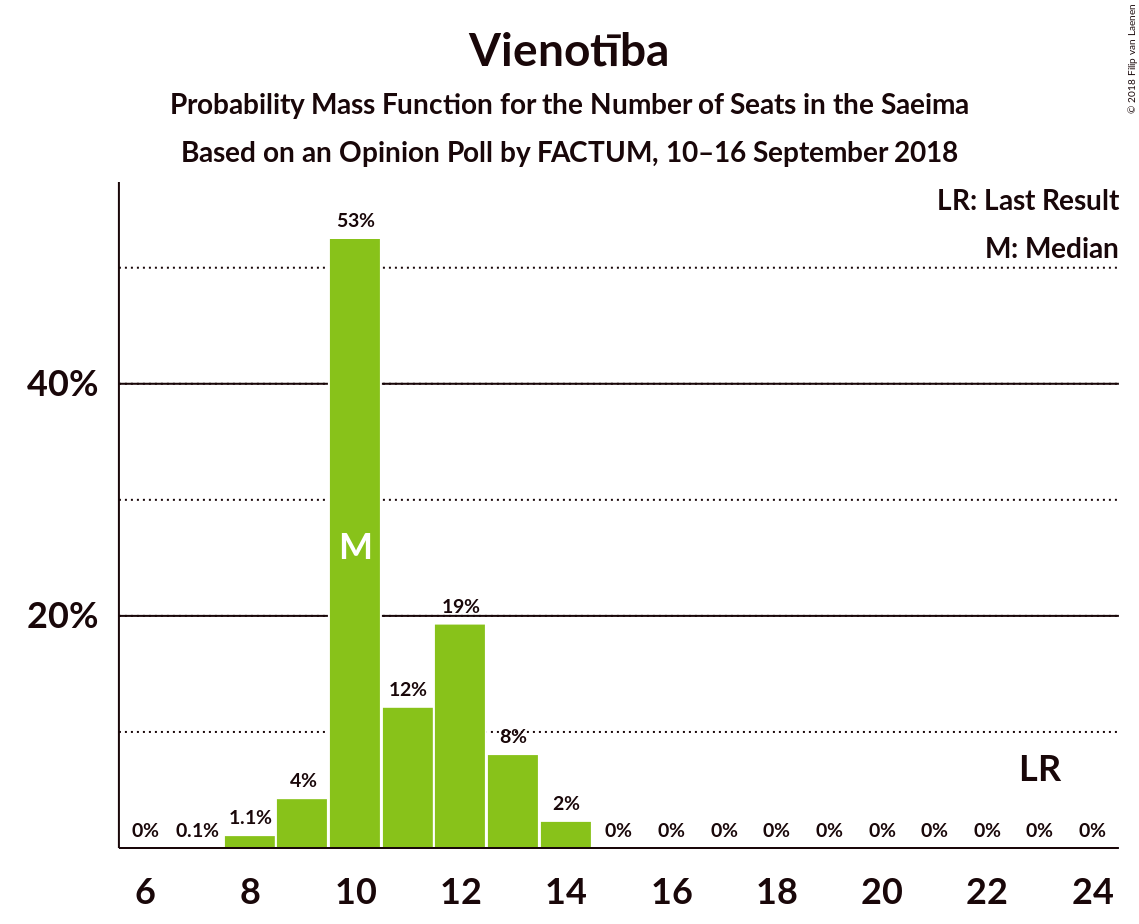 Vienotība
Probability Mass Function for the Number of Seats in the Saeima
Based on an Opinion Poll by FACTUM, 10–16 September 2018
© 2018 Filip van Laenen
LR: Last Result
M: Median
53%
40%
M
20%
19%
12%
8%
LR
4%
2%
0% 0.1% 1.1% 0% 0% 0% 0% 0% 0% 0% 0% 0% 0%
6 8 10 12 14 16 18 20 22 24